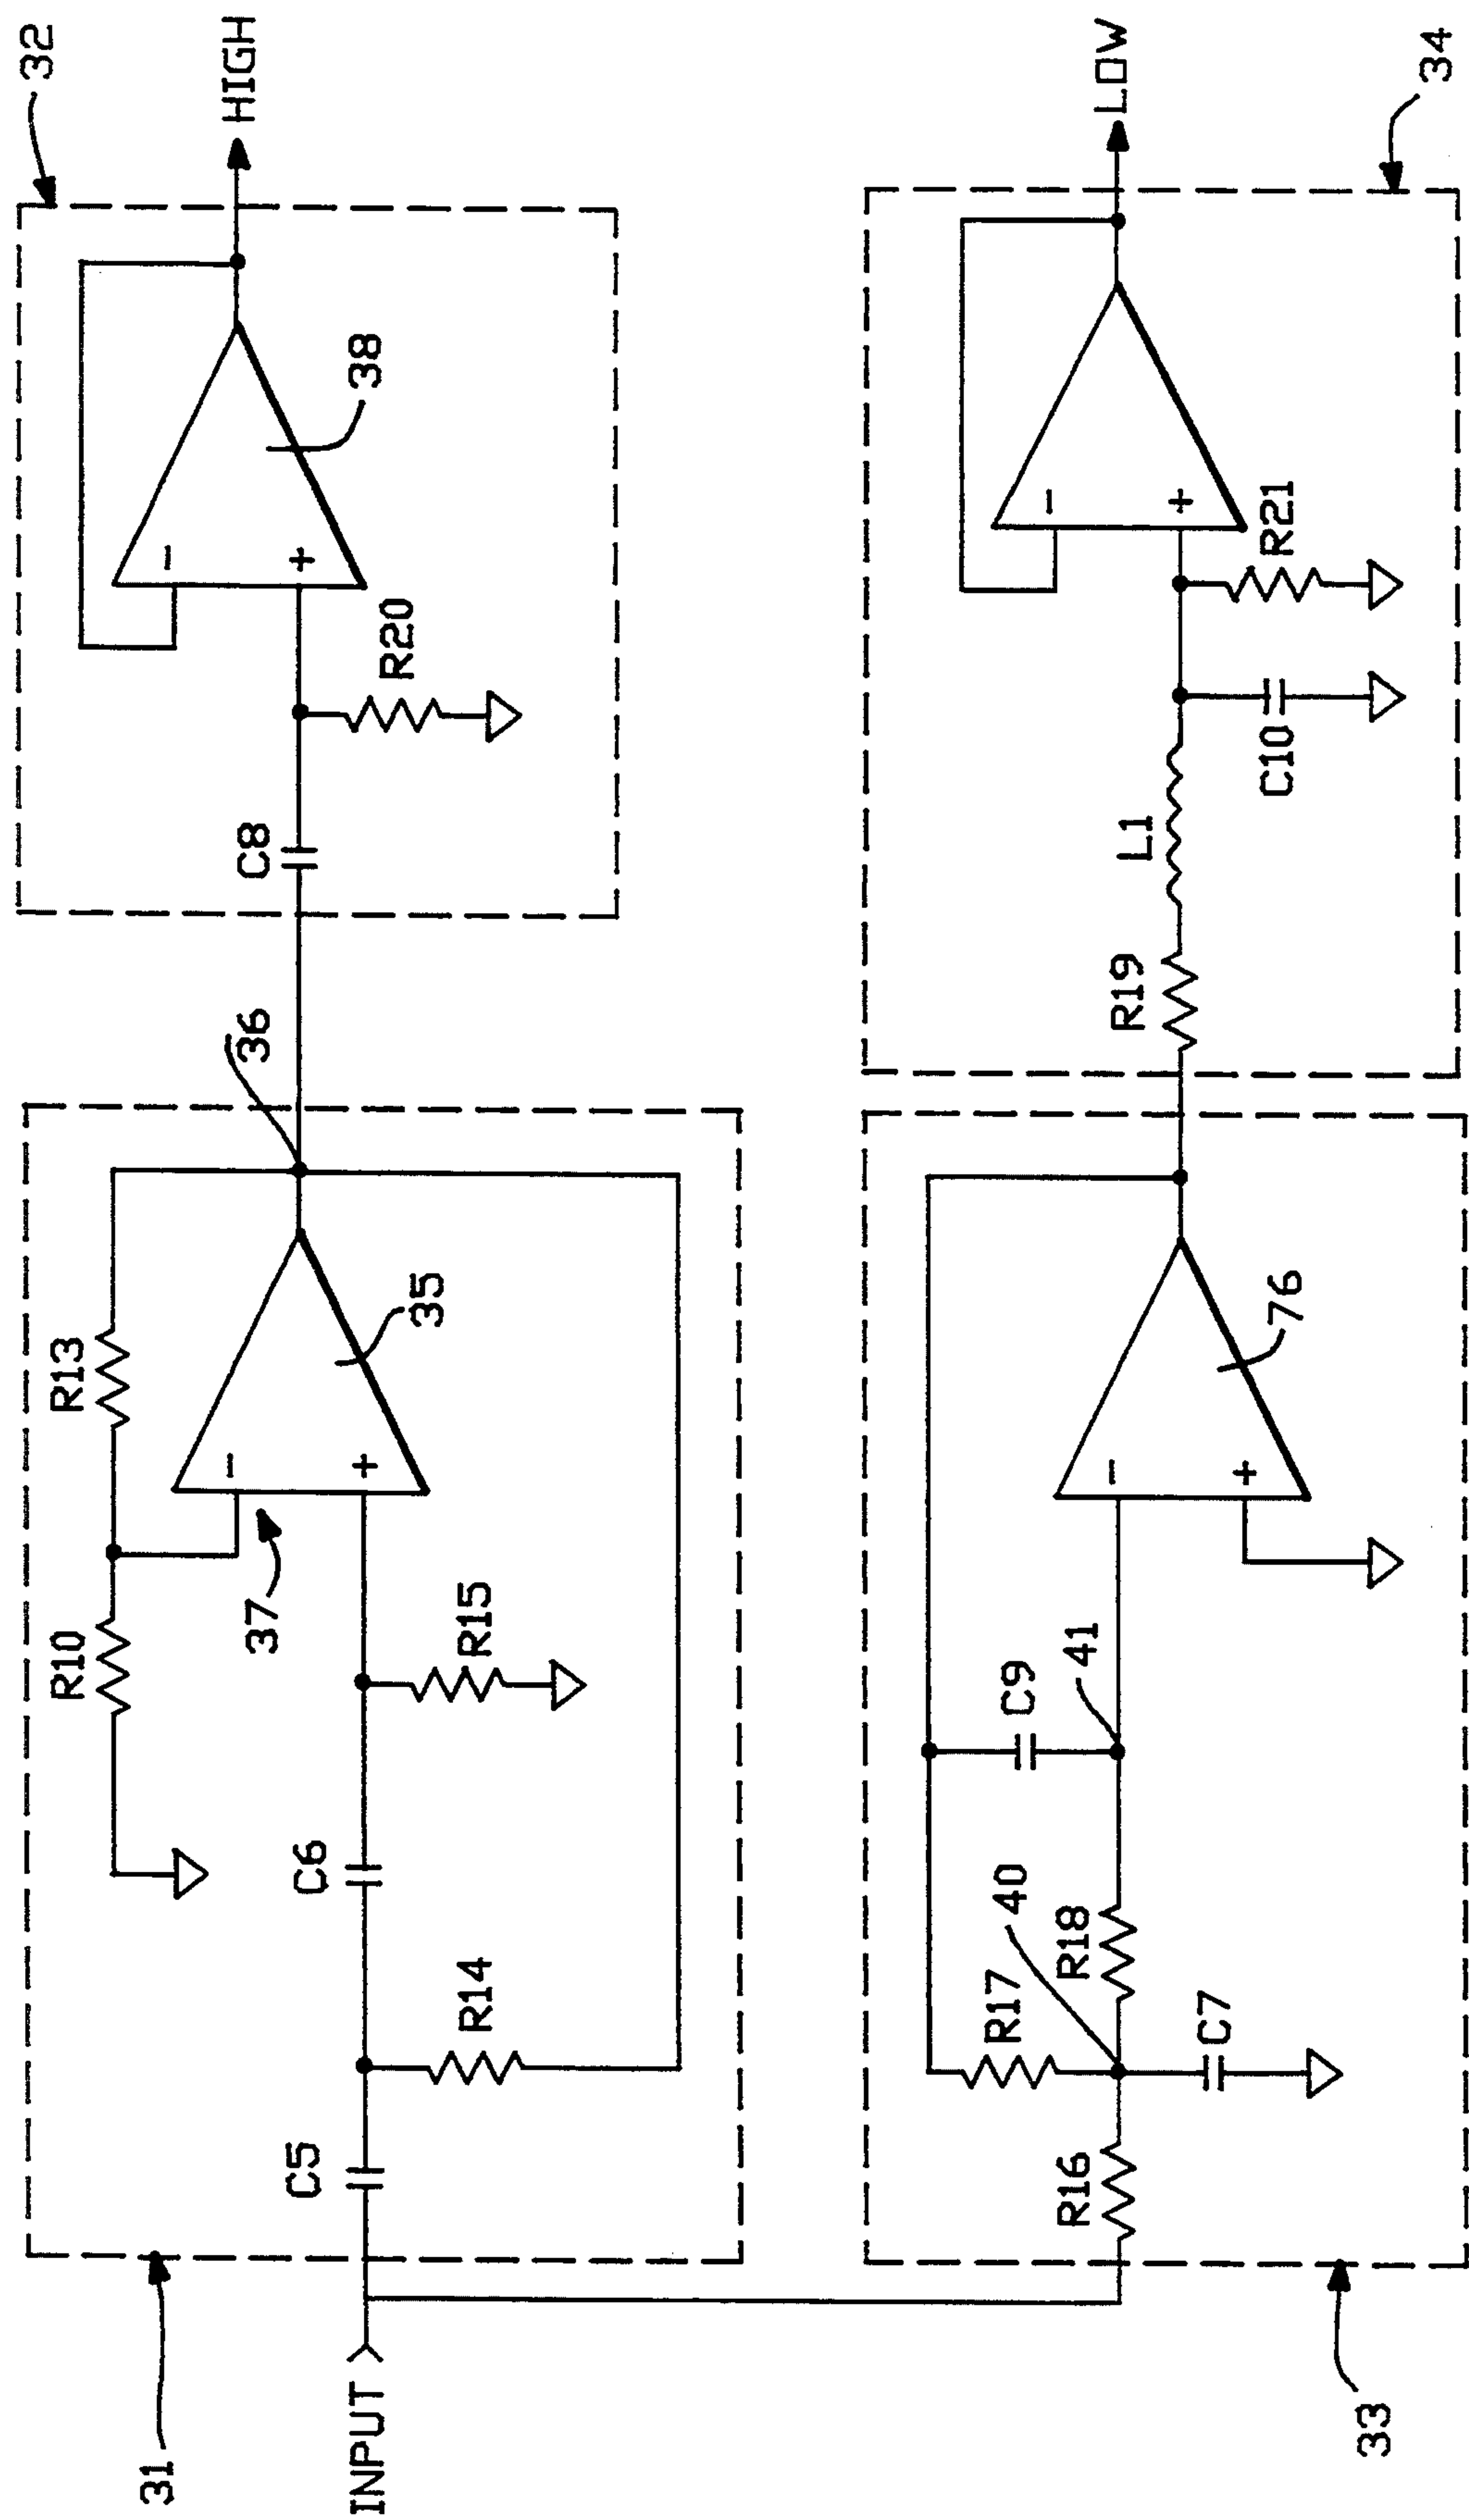 32
HIGH
38
R20
C8
36
R13
35
37
R10
R15
C6
R14
C5
31
INPUT
34
LOW
R21
C10
L1
R19
76
C9
41
40
R18
R17
C7
R16
33
-
+
-
+
-
+
-
+